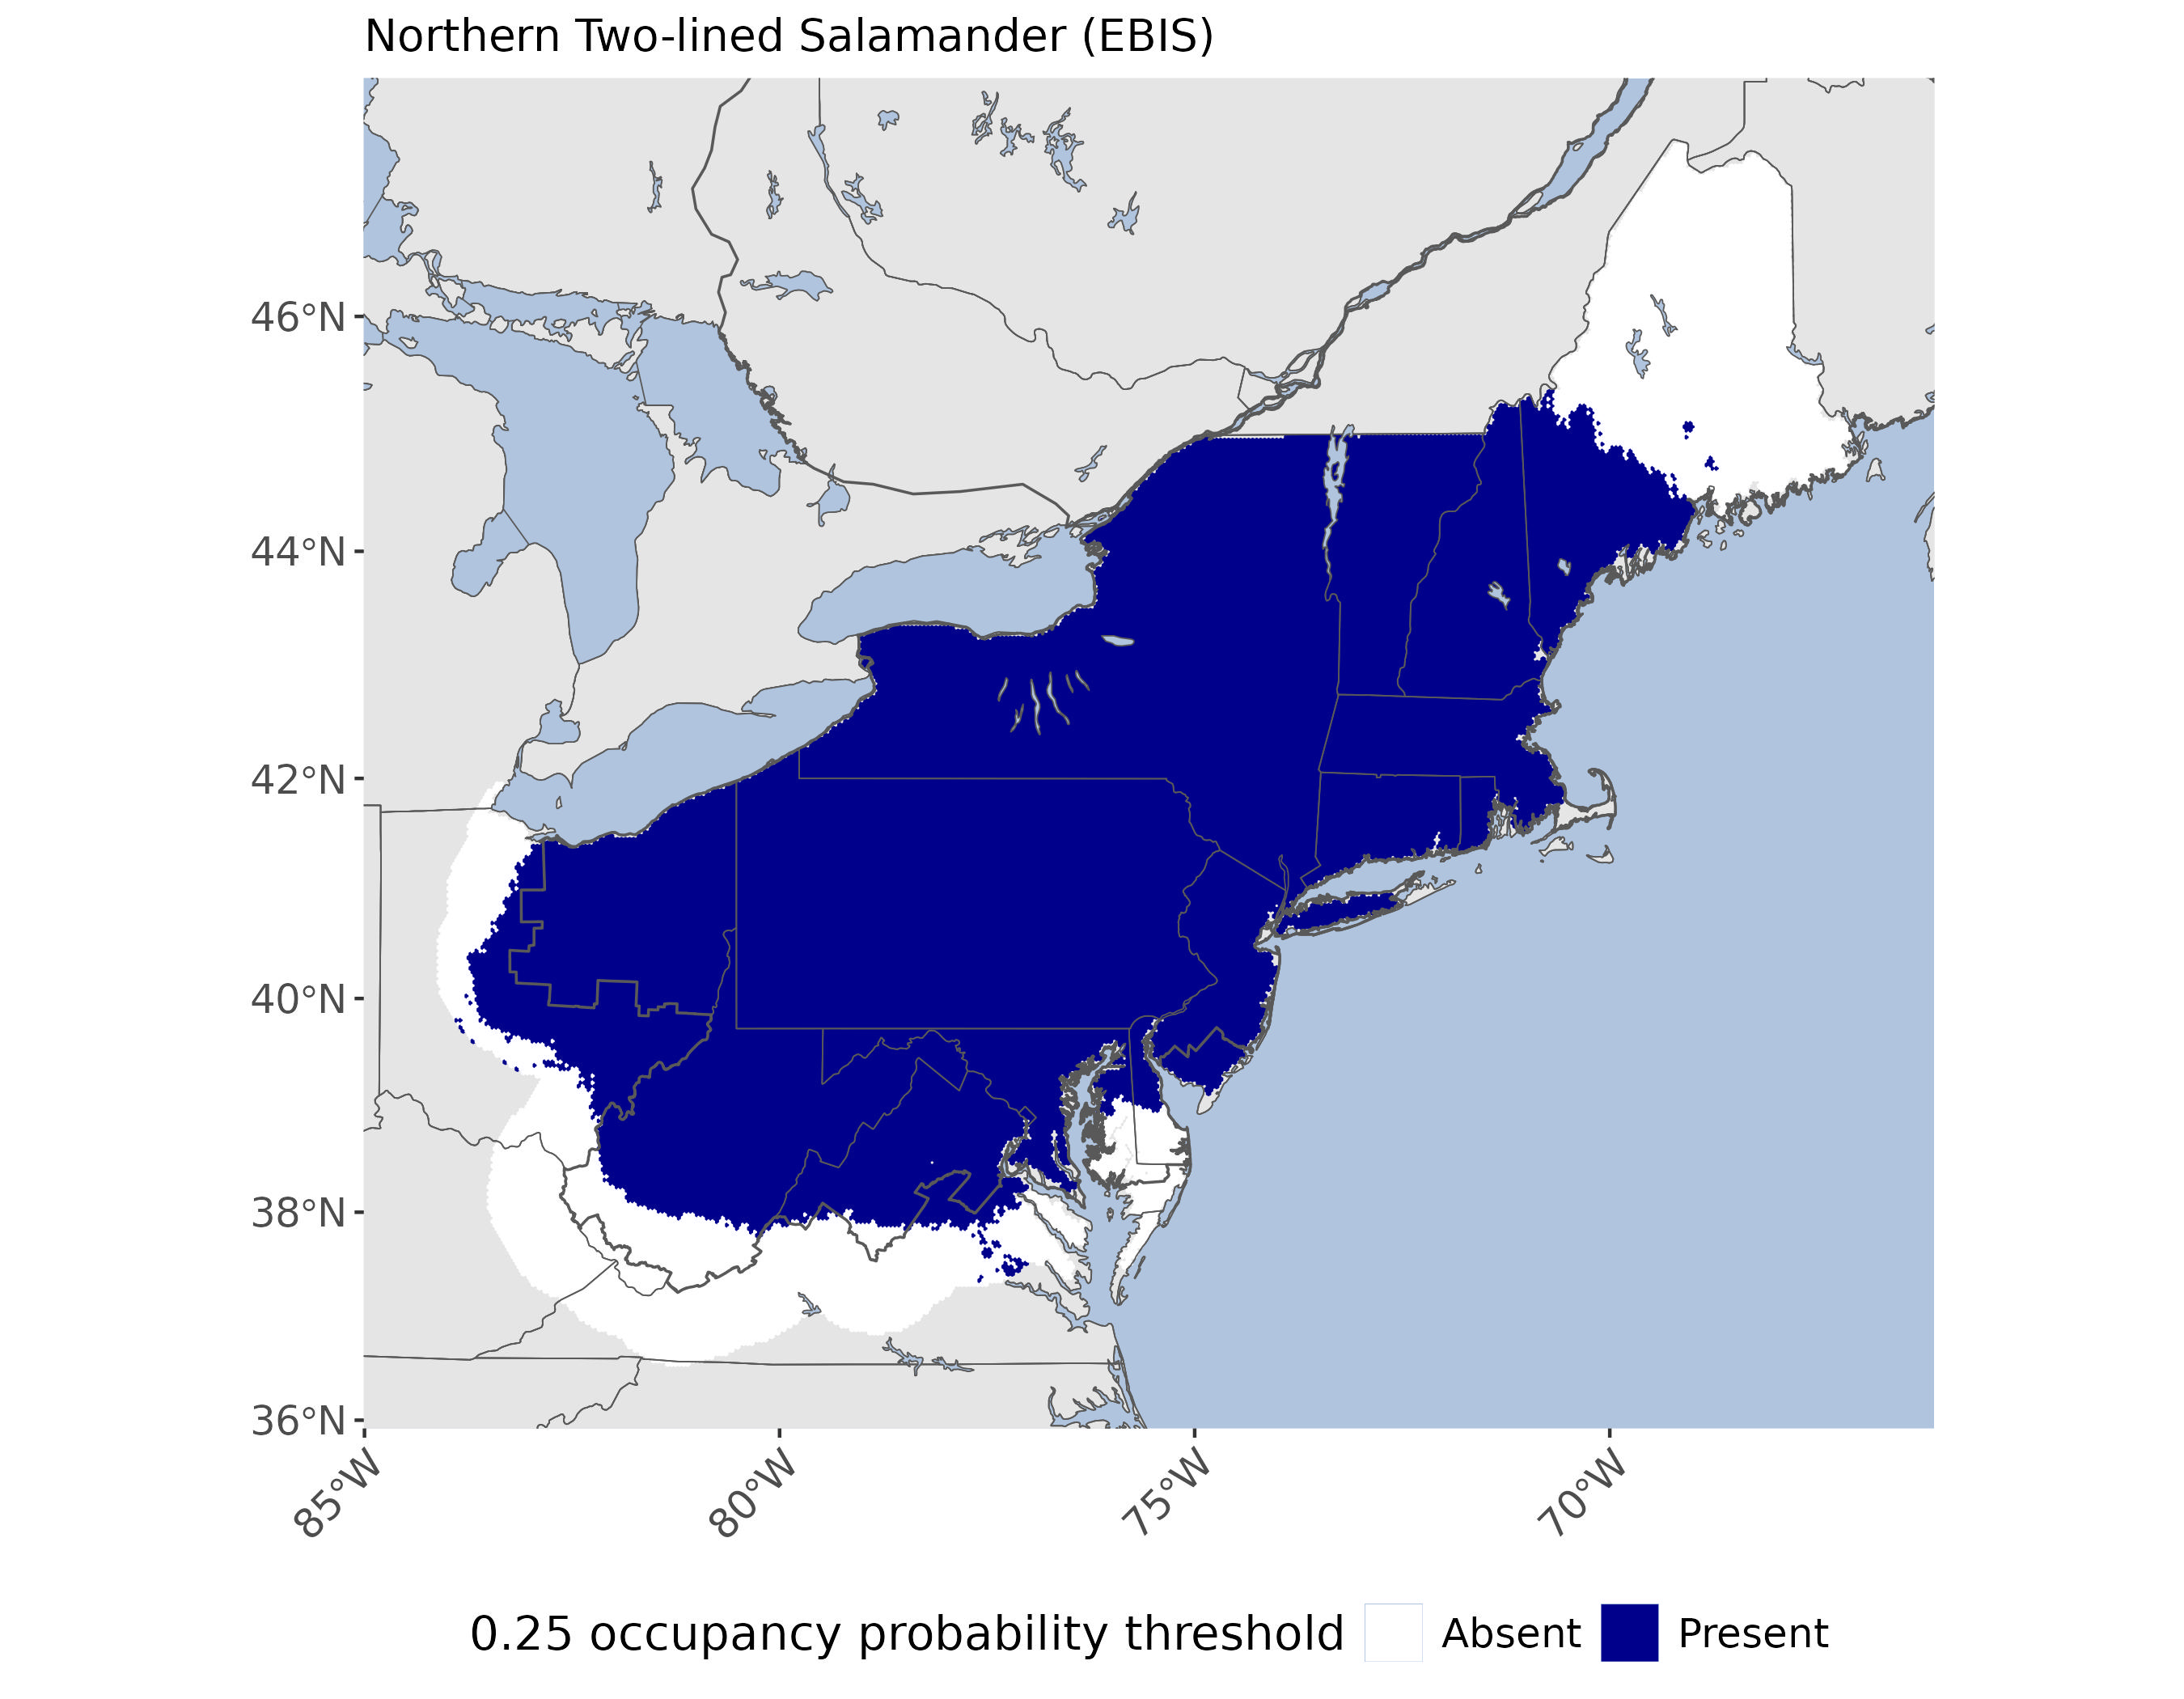 Northern Two-lined Salamander (EBIS)
46°N
44°N
42°N
40°N
38°N
36°N
85°W
80°W
75°W
70°W
0.25 occupancy probability threshold Absent Present